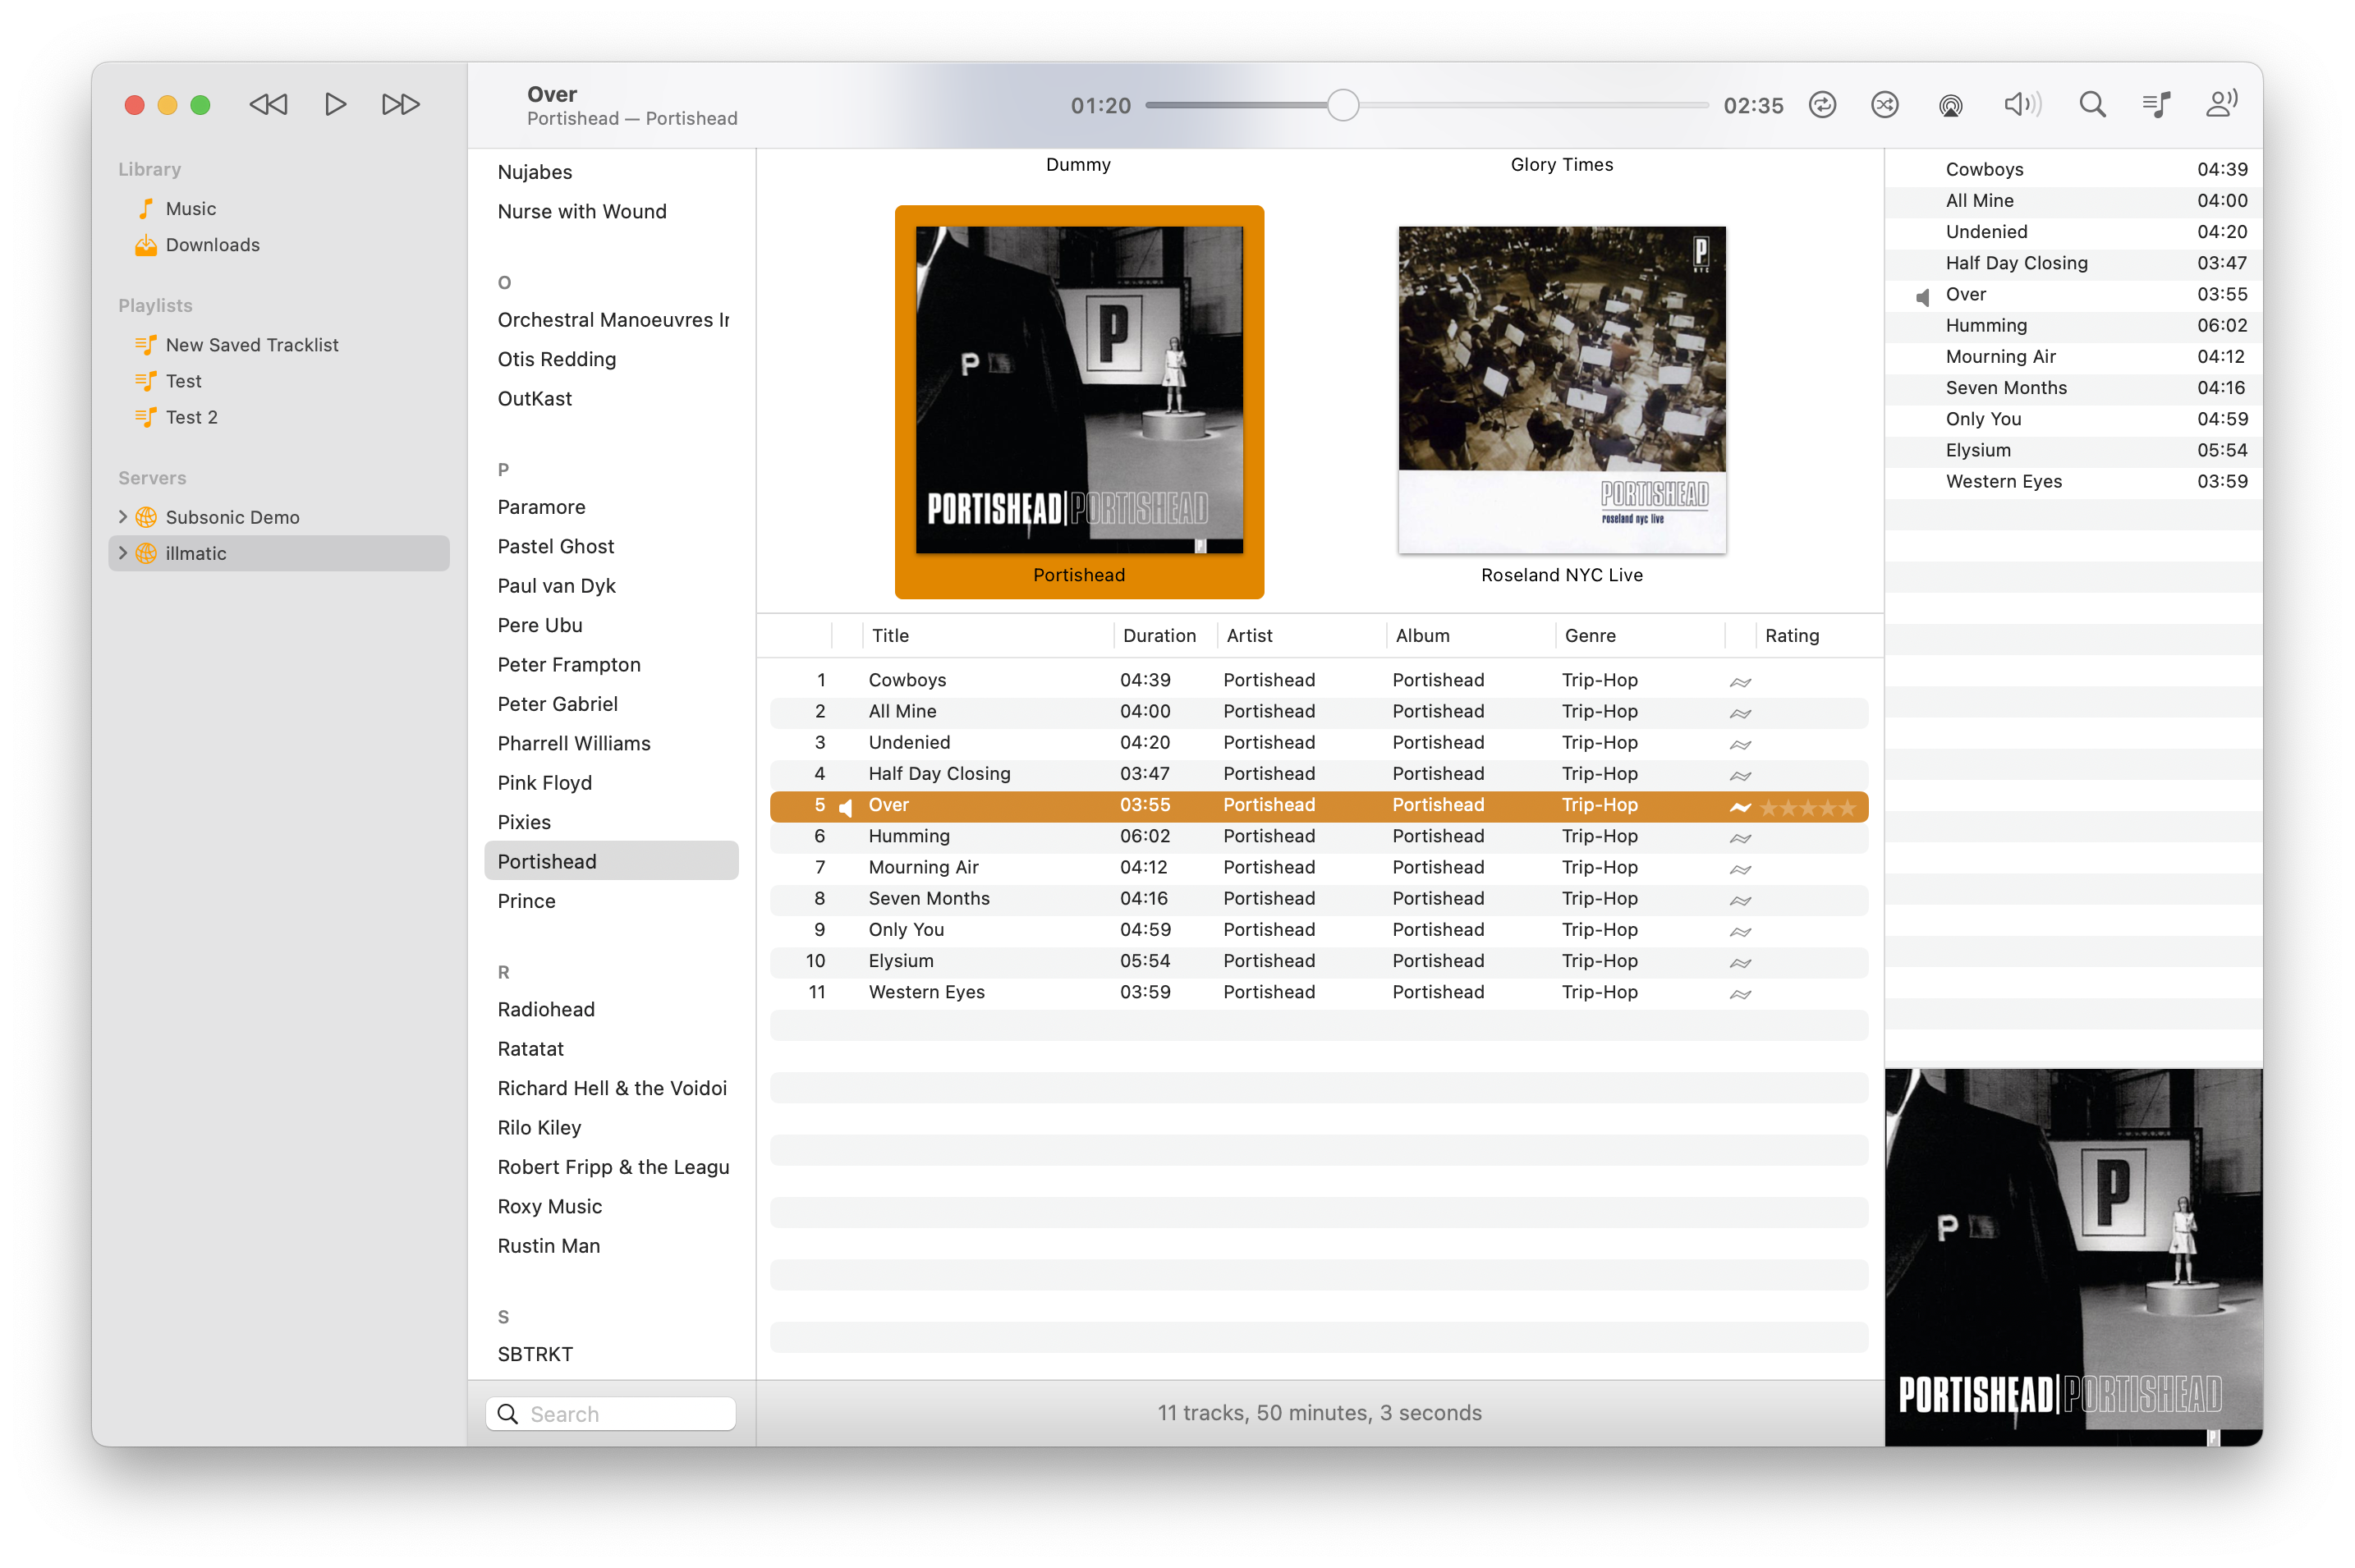 Over
Portishead — Portishead
01:20
02:35
Library
Music
Downloads
Playlists
New Saved Tracklist
Test
Test 2
Servers
Subsonic Demo
illmatic
Nujabes
Nurse with Wound
O
Orchestral Manoeuvres Ir
Otis Redding
OutKast
P
Paramore
Pastel Ghost
Paul van Dyk
Pere Ubu
Peter Frampton
Peter Gabriel
Pharrell Williams
Pink Floyd
Pixies
Portishead
Prince
R
Radiohead
Ratatat
Richard Hell & the Voidoi
Rilo Kiley
Robert Fripp & the Leagu
Roxy Music
Rustin Man
S
SBTRKT
Search
Dummy
Glory Times
P
P
PORTISHEAD|PORTISHEAD
P
Portishead
P
NYC
PORTISHEAD
roseland nyc live
Roseland NYC Live
Title Duration Artist Album Genre Rating
1 Cowboys 04:39 Portishead Portishead Trip-Hop
2 All Mine 04:00 Portishead Portishead Trip-Hop
3 Undenied 04:20 Portishead Portishead Trip-Hop
4 Half Day Closing 03:47 Portishead Portishead Trip-Hop
5 Over 03:55 Portishead Portishead Trip-Hop ★★★★★
6 Humming 06:02 Portishead Portishead Trip-Hop
7 Mourning Air 04:12 Portishead Portishead Trip-Hop
8 Seven Months 04:16 Portishead Portishead Trip-Hop
9 Only You 04:59 Portishead Portishead Trip-Hop
10 Elysium 05:54 Portishead Portishead Trip-Hop
11 Western Eyes 03:59 Portishead Portishead Trip-Hop
11 tracks, 50 minutes, 3 seconds
Cowboys 04:39
All Mine 04:00
Undenied 04:20
Half Day Closing 03:47
Over 03:55
Humming 06:02
Mourning Air 04:12
Seven Months 04:16
Only You 04:59
Elysium 05:54
Western Eyes 03:59
P
P
PORTISHEAD|PORTISHEAD
P